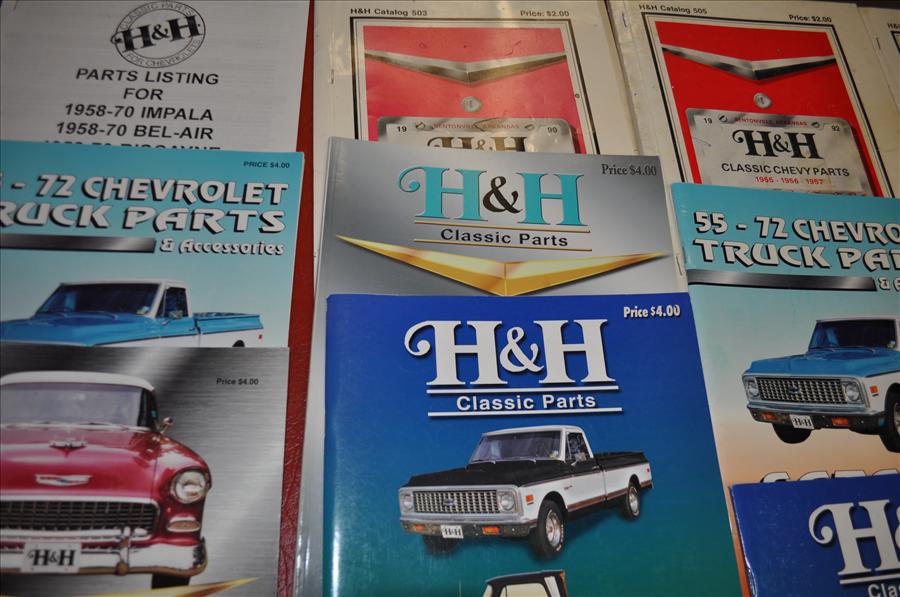 CLASSIC PARTS
H&H
FOR CHEVROLETS
PARTS LISTING
FOR
1958-70 IMPALA
1958-70 BEL-AIR
H&H Catalog 503
Price: $2.00
19 BENTONVILLE, ARKANSAS 90
H&H
H&H Catalog 505
Price: $2.00
19 BENTONVILLE, ARKANSAS 92
H&H
CLASSIC CHEVY PARTS
1955 - 1956 - 1957
PRICE $4.00
- 72 CHEVROLET
TRUCK PARTS
& Accessories
Price $4.00
H&H
Classic Parts
55 - 72 CHEVRO
TRUCK PA
&
H&H
Price $4.00
H&H
Price $4.00
H&H
Classic Parts
H&H
H&
Cla